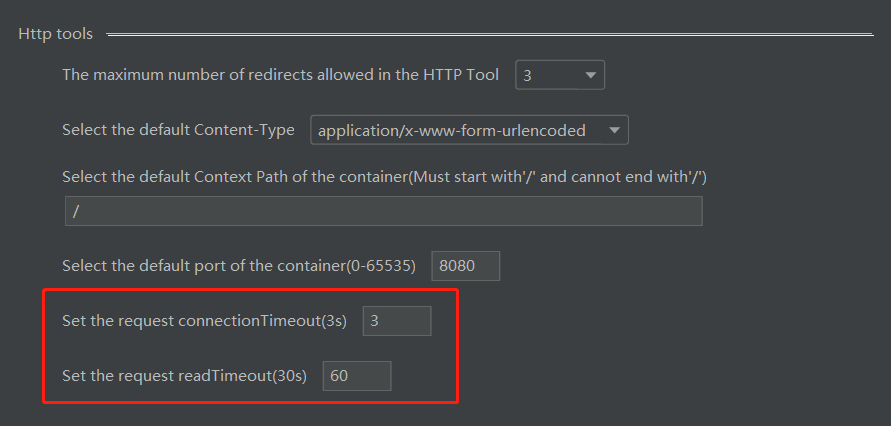 Http tools
The maximum number of redirects allowed in the HTTP Tool 3
Select the default Content-Type application/x-www-form-urlencoded
Select the default Context Path of the container(Must start with'/' and cannot end with'/')
/
Select the default port of the container(0-65535) 8080
Set the request connectionTimeout(3s) 3
Set the request readTimeout(30s) 60